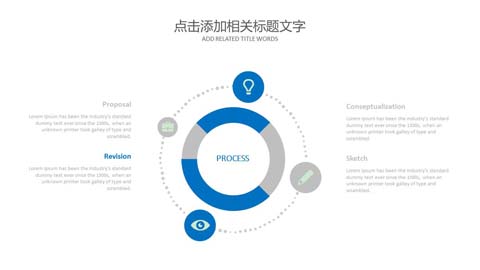 点击添加相关标题文字
ADD RELATED TITLE WORDS
Proposal
Lorem Ipsum has been the industry's standard
dummy text ever since the 1500s, when an
unknown printer took galley of type and
scrambled.
Revision
Lorem Ipsum has been the industry's standard
dummy text ever since the 1500s, when an
unknown printer took galley of type and
scrambled.
PROCESS
Conceptualization
Lorem Ipsum has been the industry's standard
dummy text ever since the 1500s, when an
unknown printer took galley of type and
scrambled.
Sketch
Lorem Ipsum has been the industry's standard
dummy text ever since the 1500s, when an
unknown printer took galley of type and
scrambled.